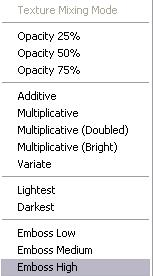 Texture Mixing Mode
Opacity 25%
Opacity 50%
Opacity 75%
Additive
Multiplicative
Multiplicative (Doubled)
Multiplicative (Bright)
Variate
Lightest
Darkest
Emboss Low
Emboss Medium
Emboss High